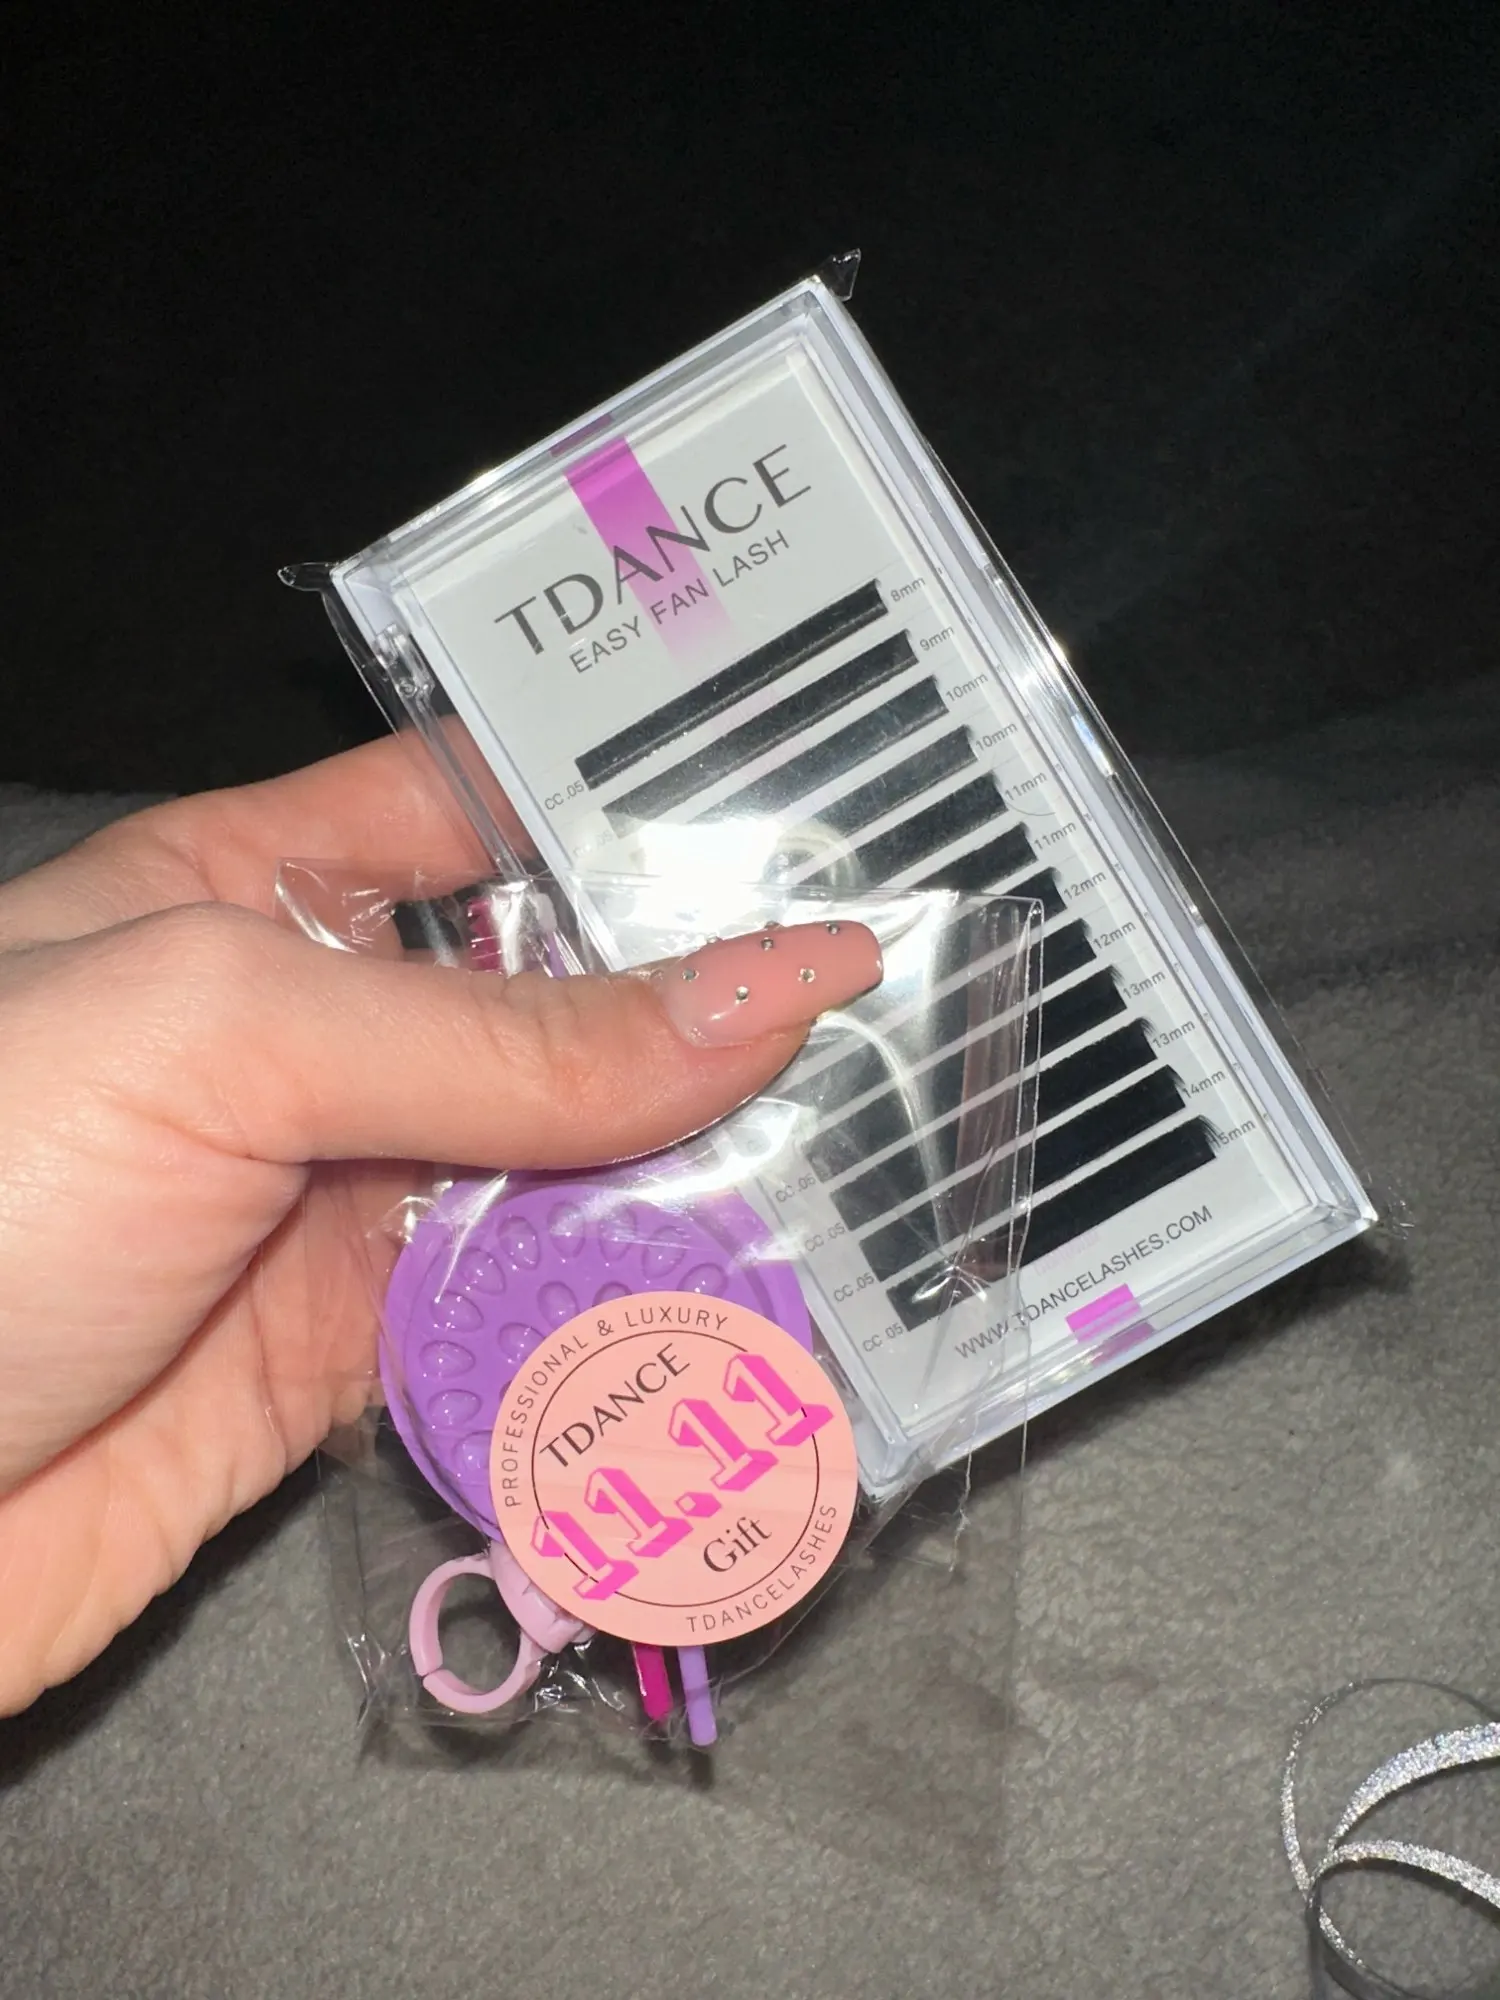 TDANCE
EASY FAN LASH
8mm
9mm
10mm
10mm
11mm
11mm
12mm
12mm
13mm
13mm
14mm
15mm
CC .05
CC .05
CC .05
CC .05
CC .05
WWW.TDANCELASHES.COM
PROFESSIONAL & LUXURY
TDANCE
11.11
Gift
TDANCELASHES